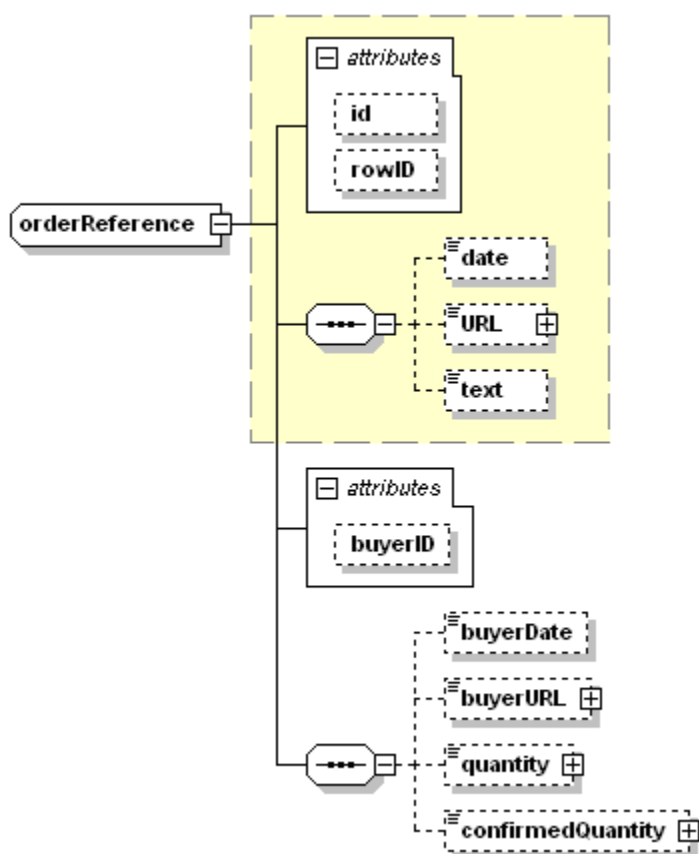 attributes
id
rowID
orderReference
date
URL
text
attributes
buyerID
buyerDate
buyerURL
quantity
confirmedQuantity